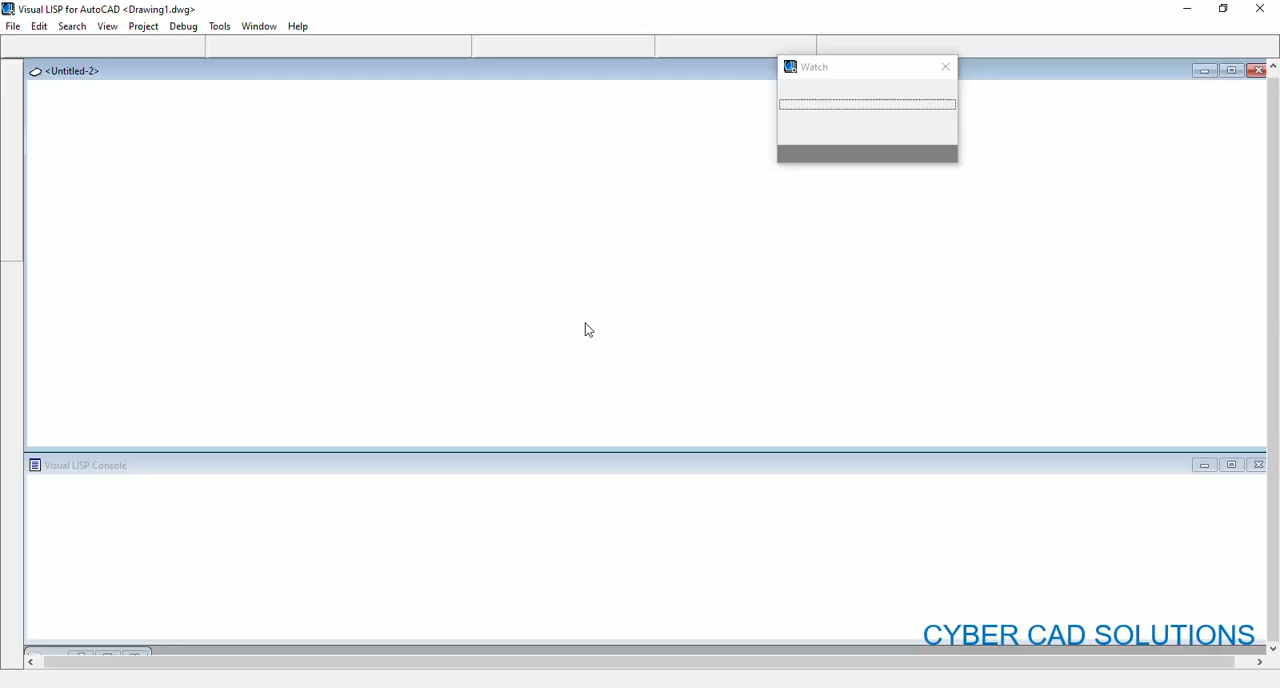 Visual LISP for AutoCAD <Drawing1.dwg>
File Edit Search View Project Debug Tools Window Help
<Untitled-2>
Watch
Visual LISP Console
CYBER CAD SOLUTIONS